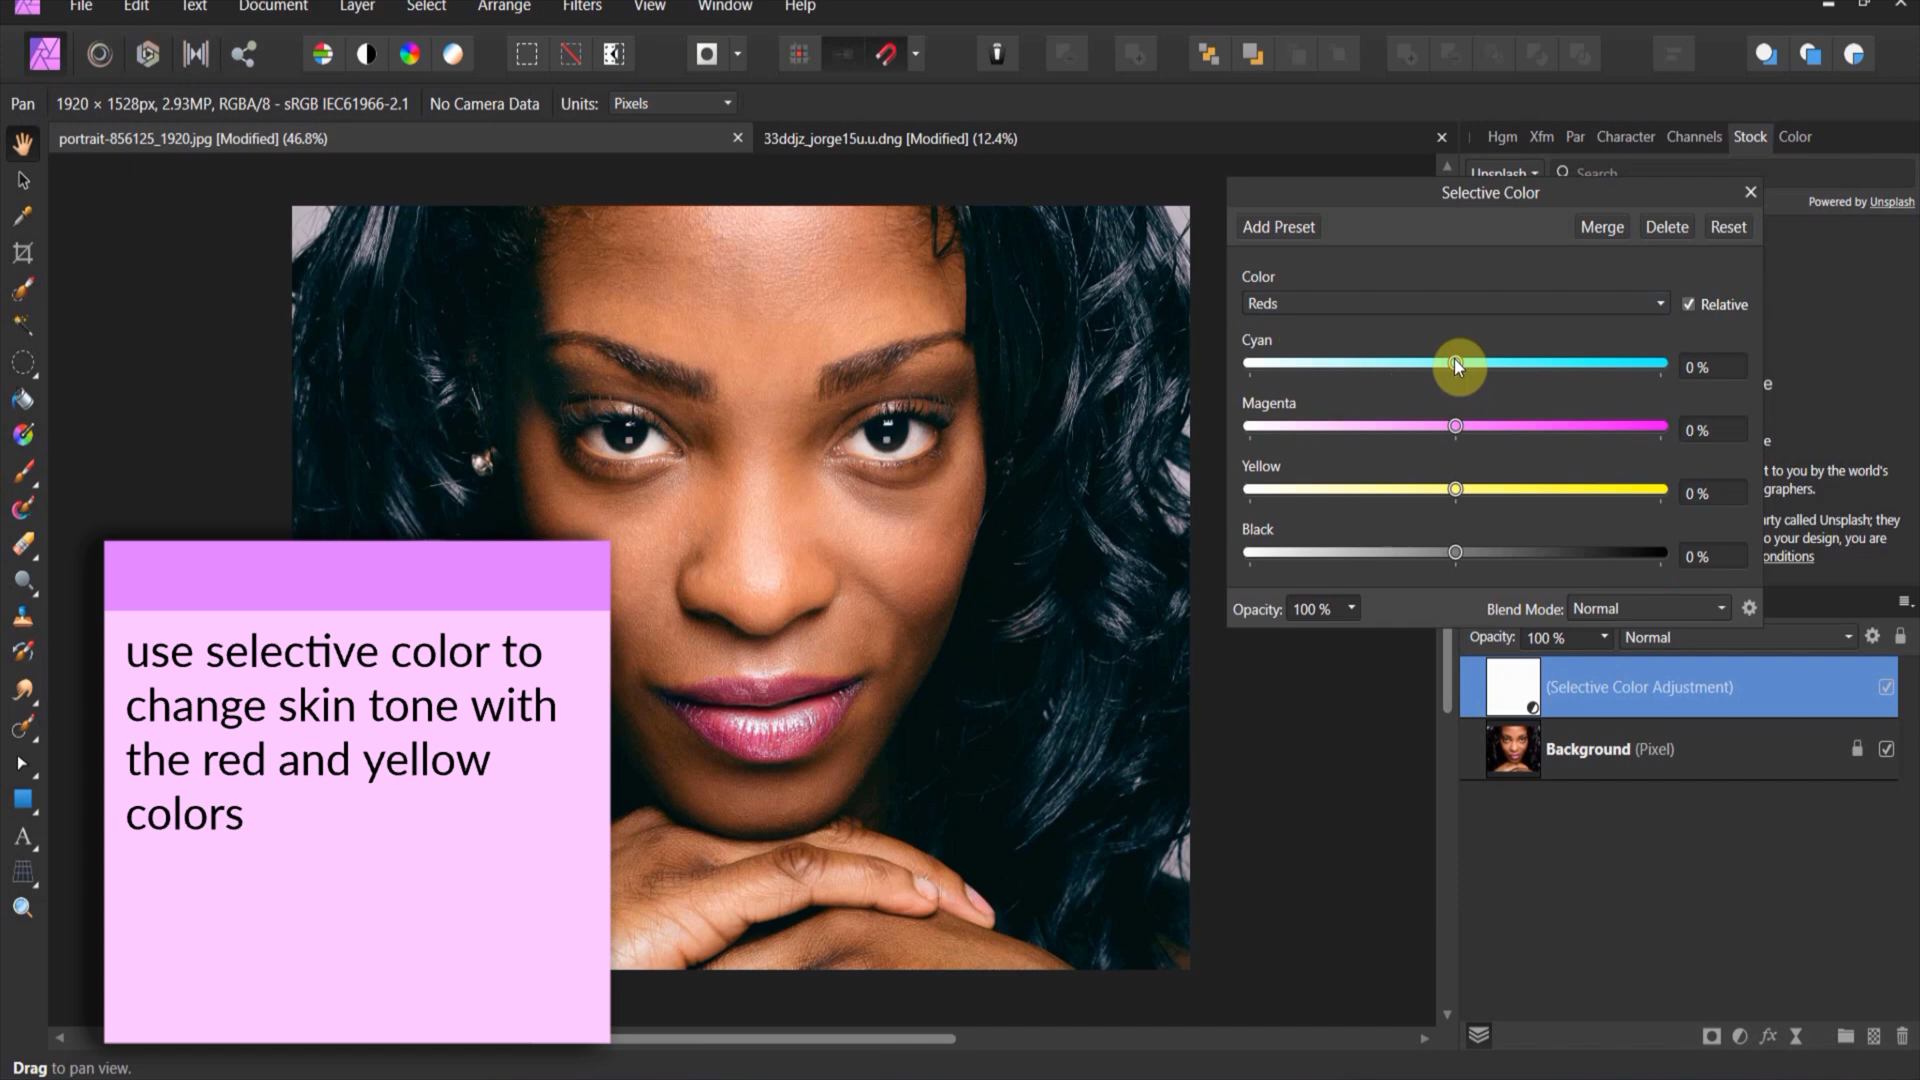 File Edit Text Document Layer Select Arrange Filters View Window Help
Pan 1920 × 1528px, 2.93MP, RGBA/8 - sRGB IEC61966-2.1 No Camera Data Units: Pixels
portrait-856125_1920.jpg [Modified] (46.8%) 33ddjz_jorge15u.u.dng [Modified] (12.4%)
Hgm Xfm Par Character Channels Stock Color
Unsplash Search
Powered by Unsplash
Selective Color
Add Preset Merge Delete Reset
Color
Reds Relative
Cyan
0 %
Magenta
0 %
Yellow
0 %
Black
0 %
Opacity: 100 % Blend Mode: Normal
t to you by the world's
graphers.
arty called Unsplash; they
o your design, you are
onditions
Opacity: 100 % Normal
(Selective Color Adjustment)
Background (Pixel)
use selective color to
change skin tone with
the red and yellow
colors
Drag to pan view.